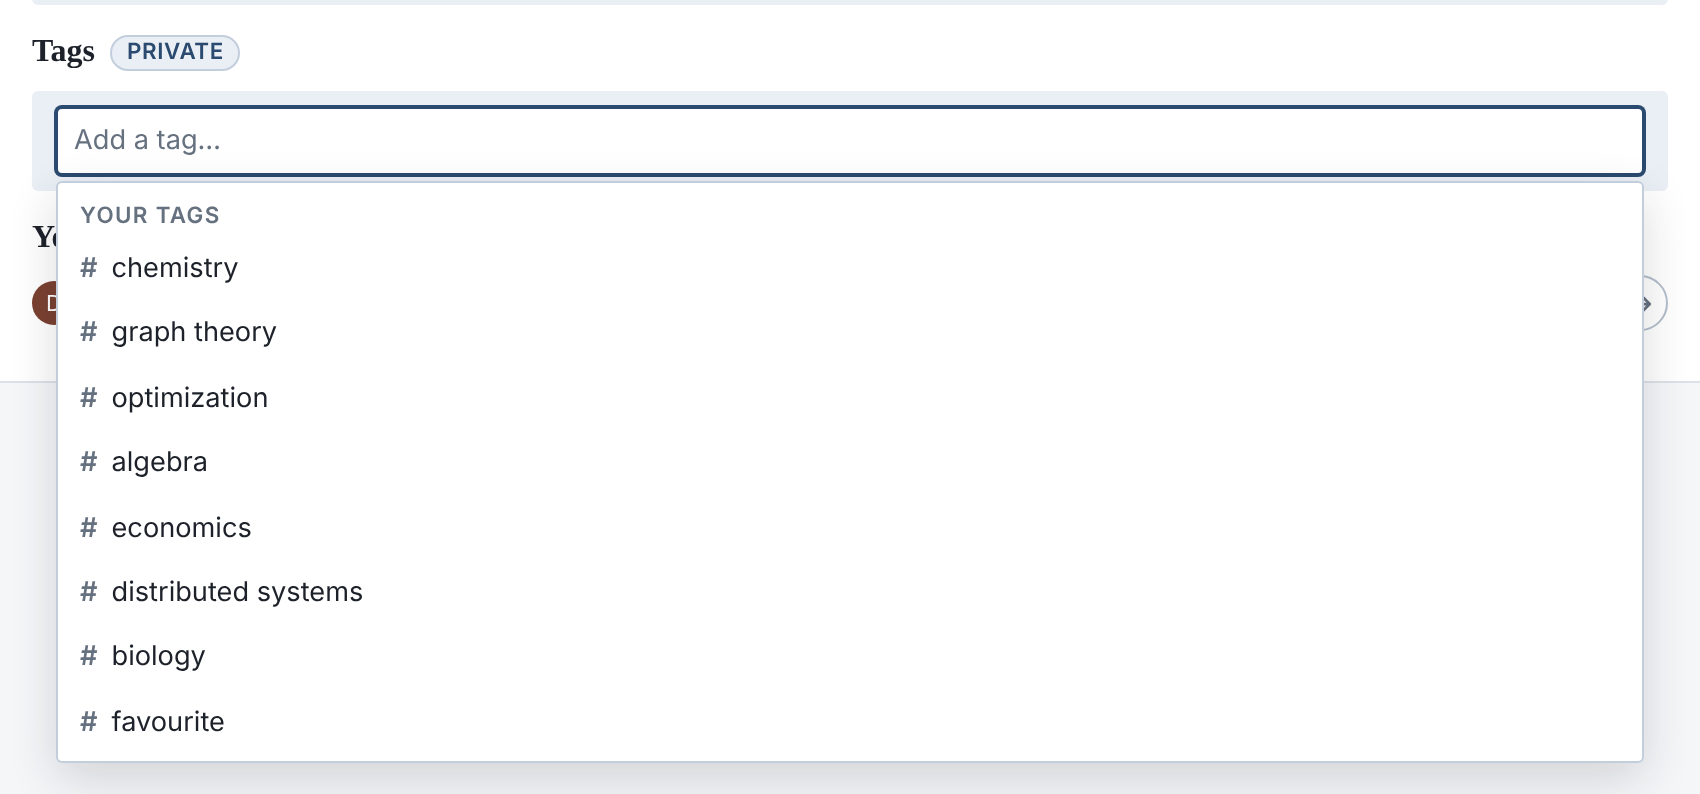 Tags PRIVATE
Add a tag...
YOUR TAGS
# chemistry
# graph theory
# optimization
# algebra
# economics
# distributed systems
# biology
# favourite